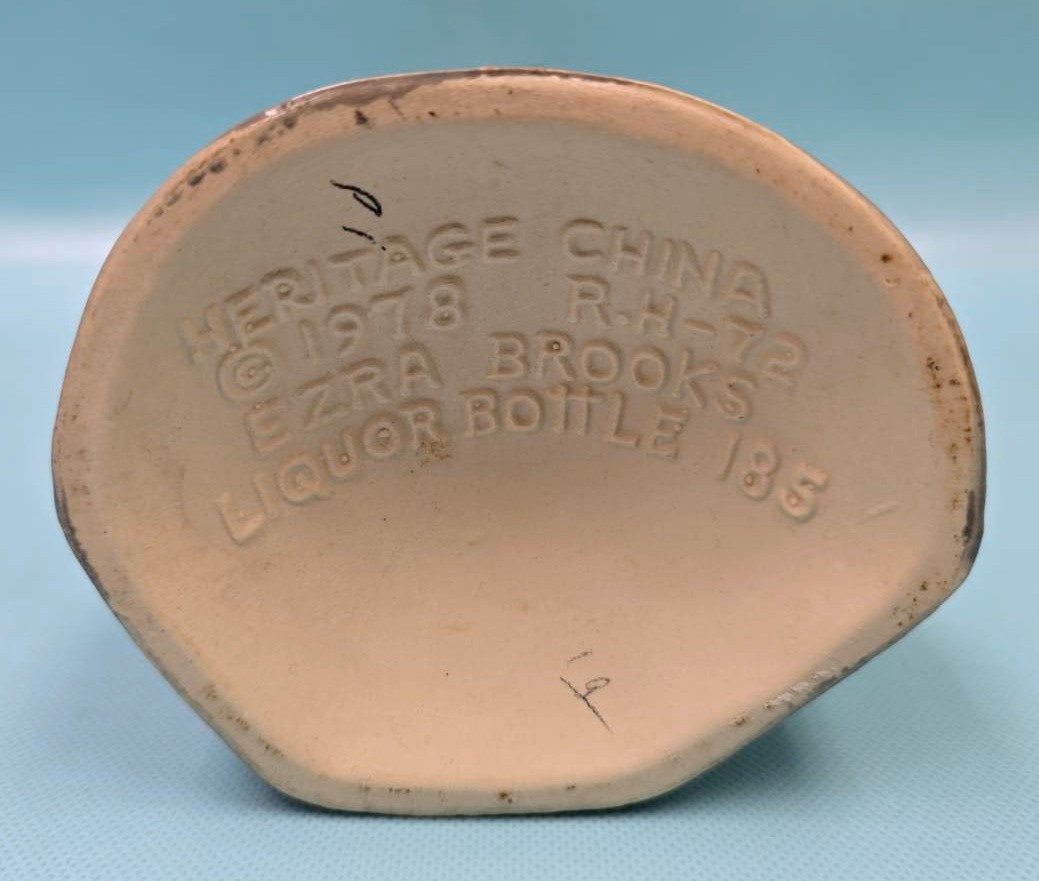 HERITAGE CHINA
© 1978 R.H-72
EZRA BROOKS
LIQUOR BOTTLE 185